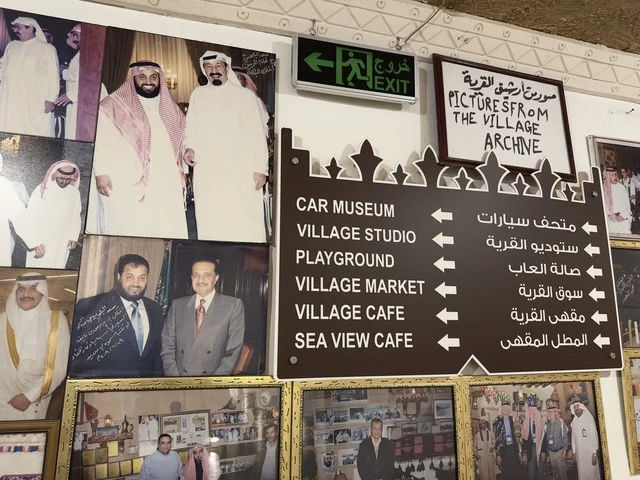 خروج
EXIT
صور من أرشيف القرية
PICTURES FROM
THE VILLAGE
ARCHINE
CAR MUSEUM
متحف سيارات
VILLAGE STUDIO
ستوديو القرية
PLAYGROUND
صالة العاب
VILLAGE MARKET
سوق القرية
VILLAGE CAFE
مقهى القرية
SEA VIEW CAFE
المطل المقهى